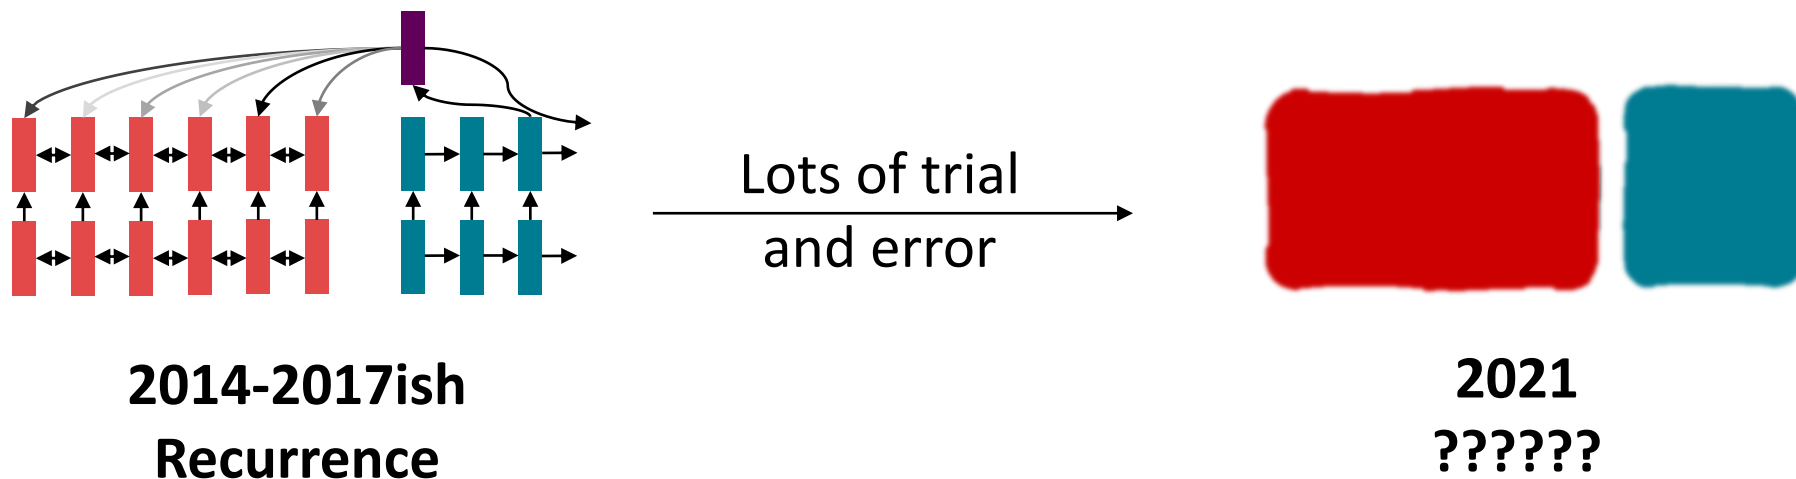 Lots of trial
and error
2014-2017ish
Recurrence
2021
??????